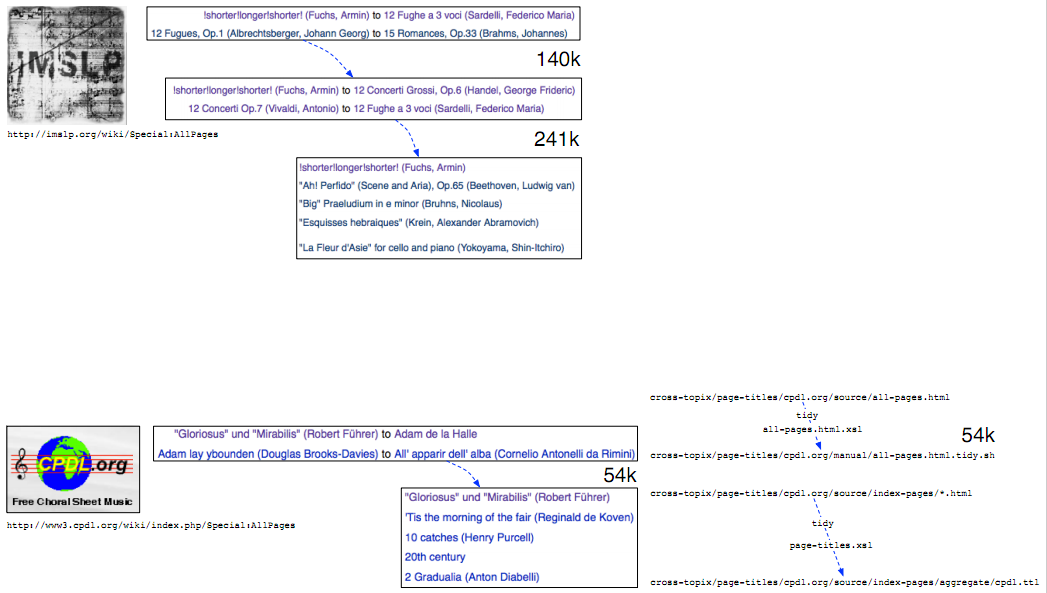 IMSLP
http://imslp.org/wiki/Special:AllPages
!shorter!longer!shorter! (Fuchs, Armin) to 12 Fughe a 3 voci (Sardelli, Federico Maria)
12 Fugues, Op.1 (Albrechtsberger, Johann Georg) to 15 Romances, Op.33 (Brahms, Johannes)
140k
!shorter!longer!shorter! (Fuchs, Armin) to 12 Concerti Grossi, Op.6 (Handel, George Frideric)
12 Concerti Op.7 (Vivaldi, Antonio) to 12 Fughe a 3 voci (Sardelli, Federico Maria)
241k
!shorter!longer!shorter! (Fuchs, Armin)
"Ah! Perfido" (Scene and Aria), Op.65 (Beethoven, Ludwig van)
"Big" Praeludium in e minor (Bruhns, Nicolaus)
"Esquisses hebraiques" (Krein, Alexander Abramovich)
"La Fleur d'Asie" for cello and piano (Yokoyama, Shin-Itchiro)
CPDL.org
Free Choral Sheet Music
http://www3.cpdl.org/wiki/index.php/Special:AllPages
"Gloriosus" und "Mirabilis" (Robert Führer) to Adam de la Halle
Adam lay ybounden (Douglas Brooks-Davies) to All' apparir dell' alba (Cornelio Antonelli da Rimini)
54k
"Gloriosus" und "Mirabilis" (Robert Führer)
'Tis the morning of the fair (Reginald de Koven)
10 catches (Henry Purcell)
20th century
2 Gradualia (Anton Diabelli)
cross-topix/page-titles/cpdl.org/source/all-pages.html
tidy
all-pages.html.xsl
54k
cross-topix/page-titles/cpdl.org/manual/all-pages.html.tidy.sh
cross-topix/page-titles/cpdl.org/source/index-pages/*.html
tidy
page-titles.xsl
cross-topix/page-titles/cpdl.org/source/index-pages/aggregate/cpdl.ttl